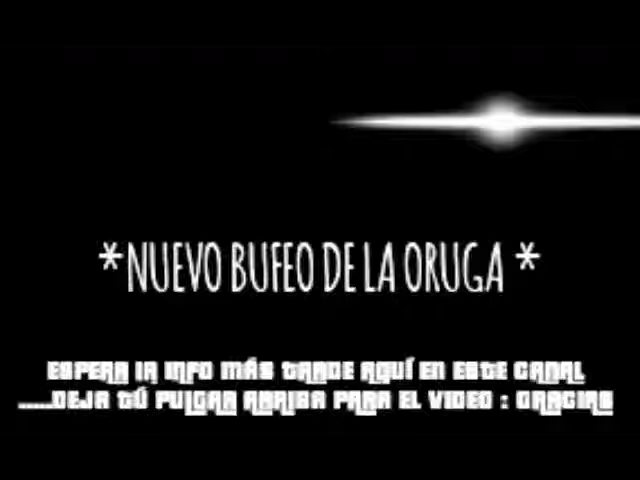 *NUEVO BUFEO DE LA ORUGA *
ESPERA lA INFO MÁS TARDE AQUÍ EN ESTE CANAL
.....DEJA TÚ PULGAR ARRIBA PARA EL VIDEO : GRACIAS